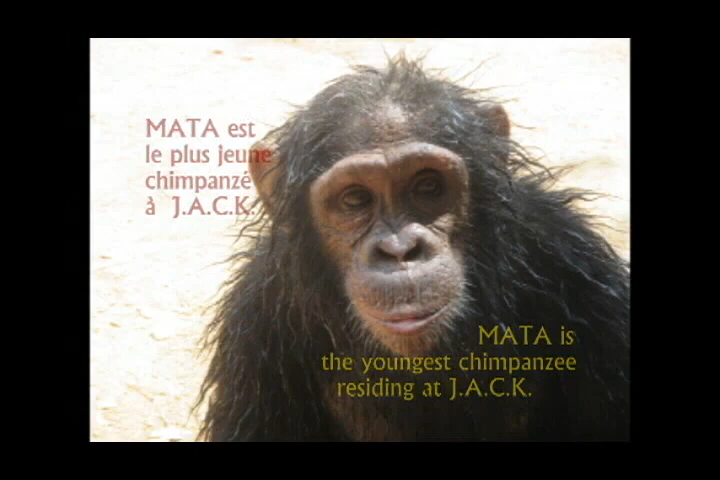 MATA est
le plus jeune
chimpanzé
à J.A.C.K.
MATA is
the youngest chimpanzee
residing at J.A.C.K.